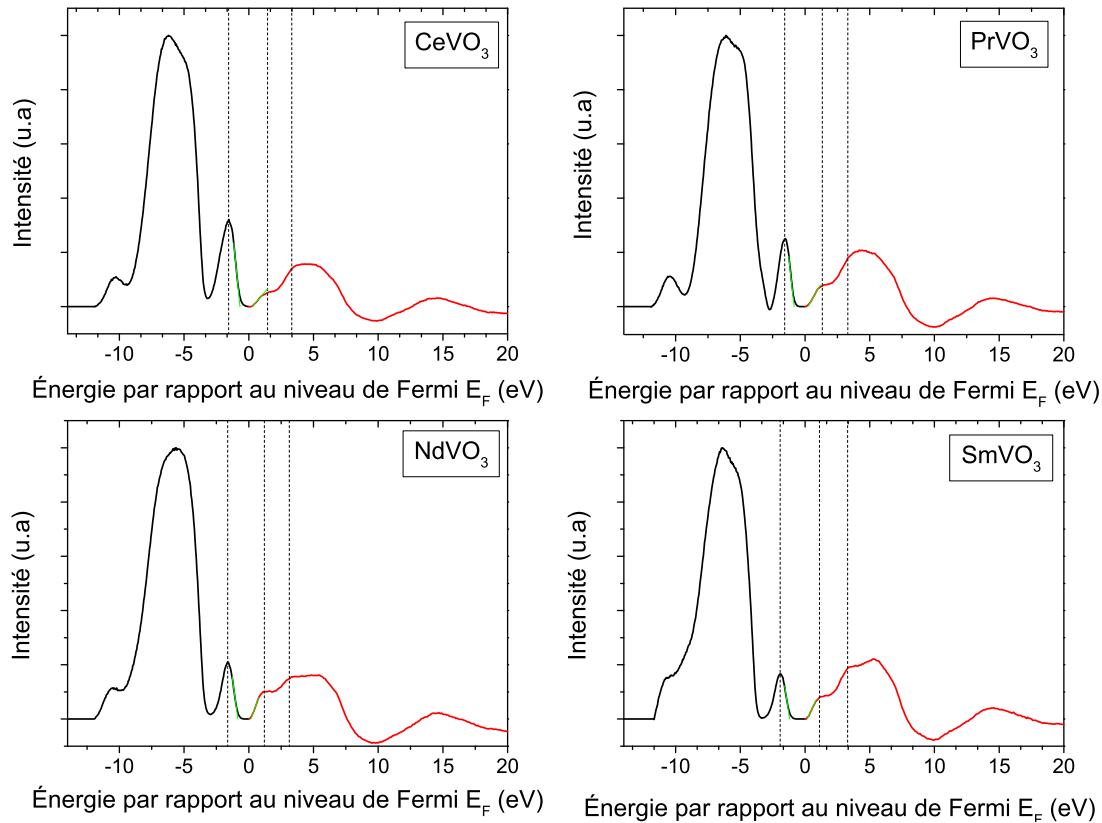 CeVO3
Intensité (u.a)
-10 -5 0 5 10 15 20
Énergie par rapport au niveau de Fermi EF (eV)
PrVO3
Intensité (u.a)
-10 -5 0 5 10 15 20
Énergie par rapport au niveau de Fermi EF (eV)
NdVO3
Intensité (u.a)
-10 -5 0 5 10 15 20
Énergie par rapport au niveau de Fermi EF (eV)
SmVO3
Intensité (u.a)
-10 -5 0 5 10 15 20
Énergie par rapport au niveau de Fermi EF (eV)